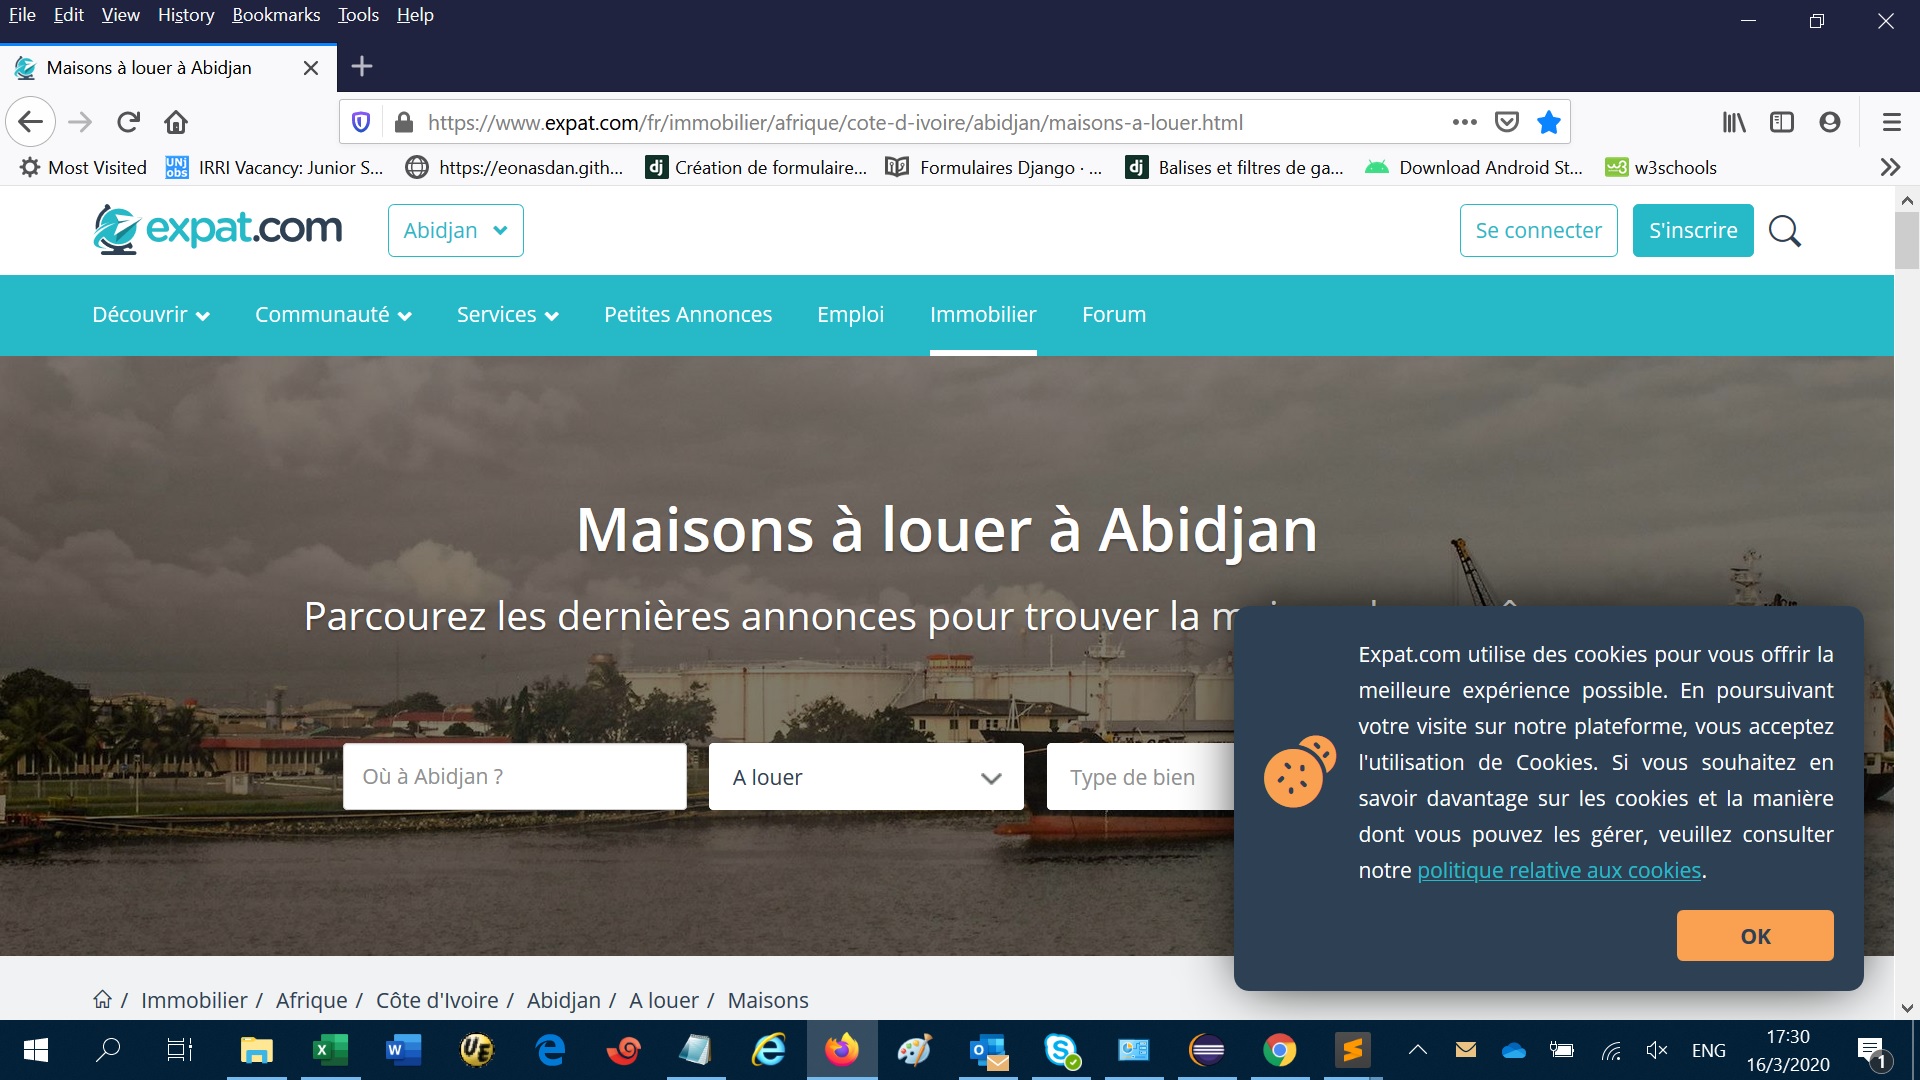 File Edit View History Bookmarks Tools Help
Maisons à louer à Abidjan
https://www.expat.com/fr/immobilier/afrique/cote-d-ivoire/abidjan/maisons-a-louer.html
Most Visited UNj obs IRRI Vacancy: Junior S... https://eonasdan.gith... dj Création de formulaire... Formulaires Django · ... dj Balises et filtres de ga... Download Android St... w3 w3schools
expat.com Abidjan Se connecter S'inscrire
Découvrir Communauté Services Petites Annonces Emploi Immobilier Forum
Maisons à louer à Abidjan
Parcourez les dernières annonces pour trouver la
Où à Abidjan ? A louer Type de bien
Expat.com utilise des cookies pour vous offrir la
meilleure expérience possible. En poursuivant
votre visite sur notre plateforme, vous acceptez
l'utilisation de Cookies. Si vous souhaitez en
savoir davantage sur les cookies et la manière
dont vous pouvez les gérer, veuillez consulter
notre politique relative aux cookies.
OK
/ Immobilier / Afrique / Côte d'Ivoire / Abidjan / A louer / Maisons
17:30
ENG
16/3/2020
1